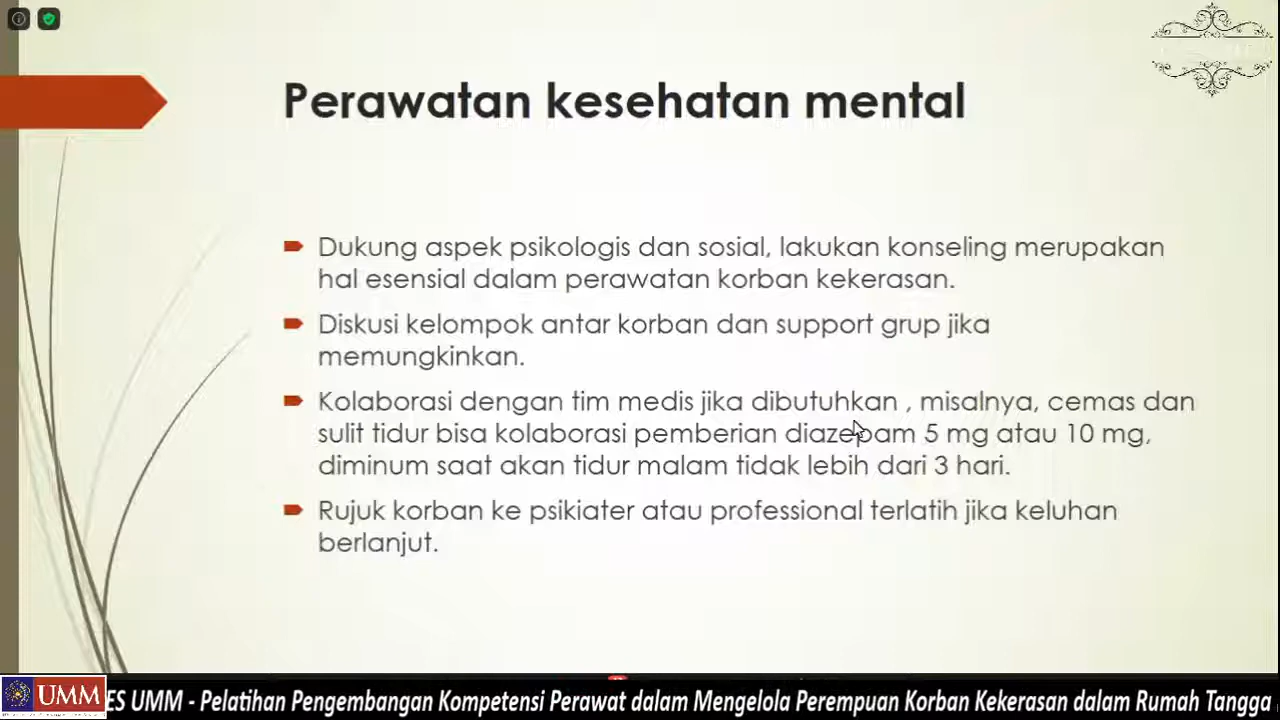 Perawatan kesehatan mental
Dukung aspek psikologis dan sosial, lakukan konseling merupakan
hal esensial dalam perawatan korban kekerasan.
Diskusi kelompok antar korban dan support grup jika
memungkinkan.
Kolaborasi dengan tim medis jika dibutuhkan , misalnya, cemas dan
sulit tidur bisa kolaborasi pemberian diazepam 5 mg atau 10 mg,
diminum saat akan tidur malam tidak lebih dari 3 hari.
Rujuk korban ke psikiater atau professional terlatih jika keluhan
berlanjut.
UMM
ES UMM - Pelatihan Pengembangan Kompetensi Perawat dalam Mengelola Perempuan Korban Kekerasan dalam Rumah Tangga